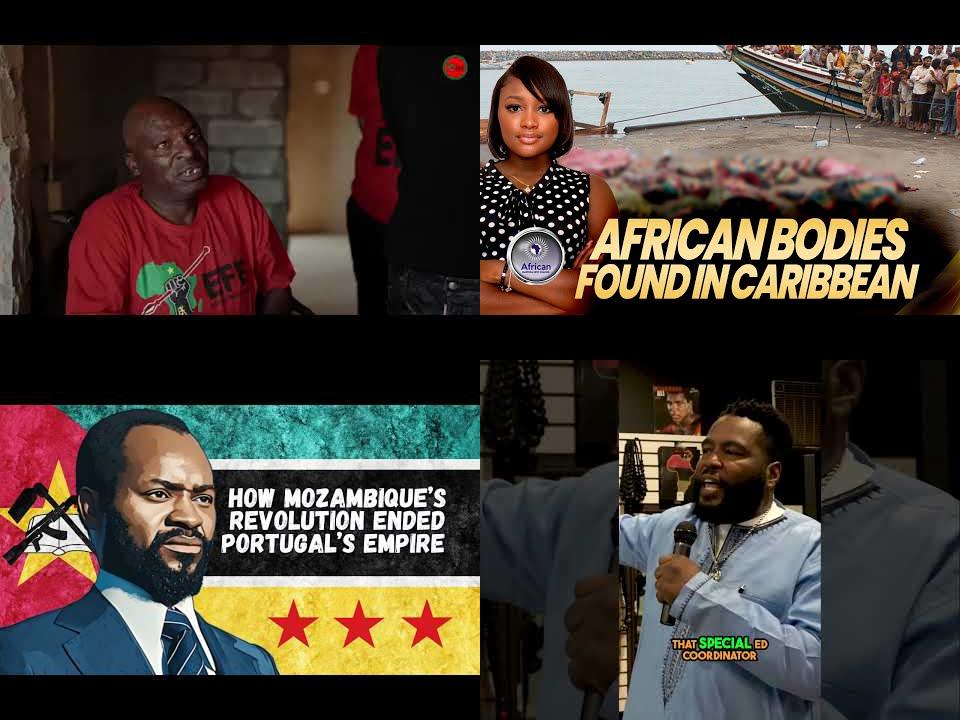 EFF
African
AFRICAN BODIES
FOUND IN CARIBBEAN
HOW MOZAMBIQUE'S
REVOLUTION ENDED
PORTUGAL'S EMPIRE
THAT SPECIAL ED
COORDINATOR